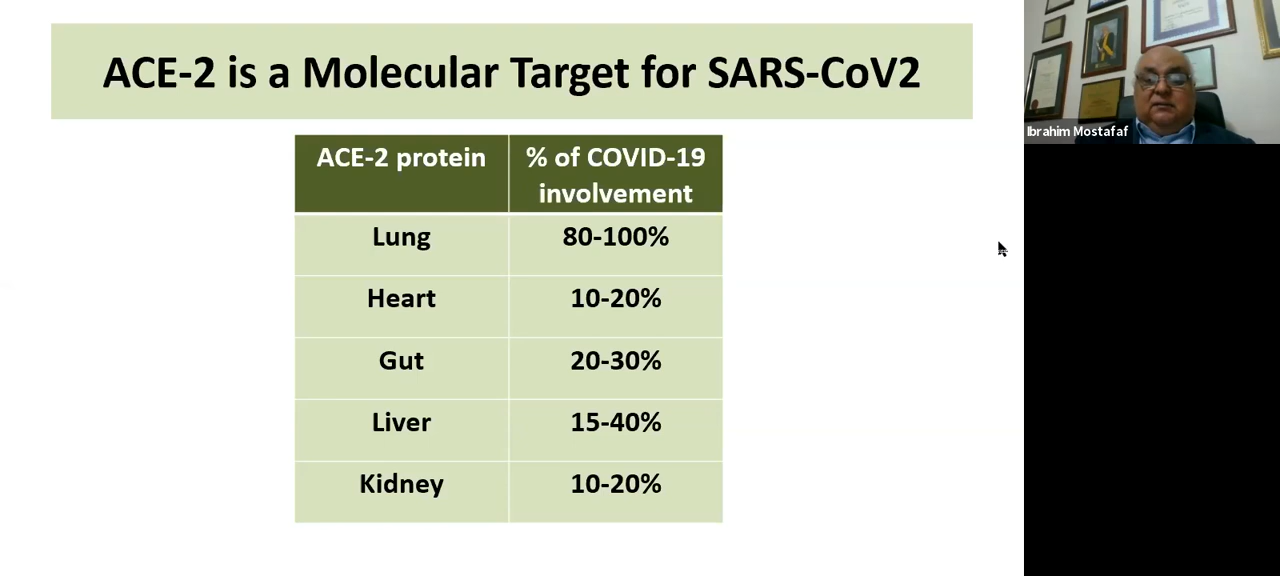 ACE-2 is a Molecular Target for SARS-CoV2
ACE-2 protein
% of COVID-19
involvement
Lung 80-100%
Heart 10-20%
Gut 20-30%
Liver 15-40%
Kidney 10-20%
Ibrahim Mostafaf